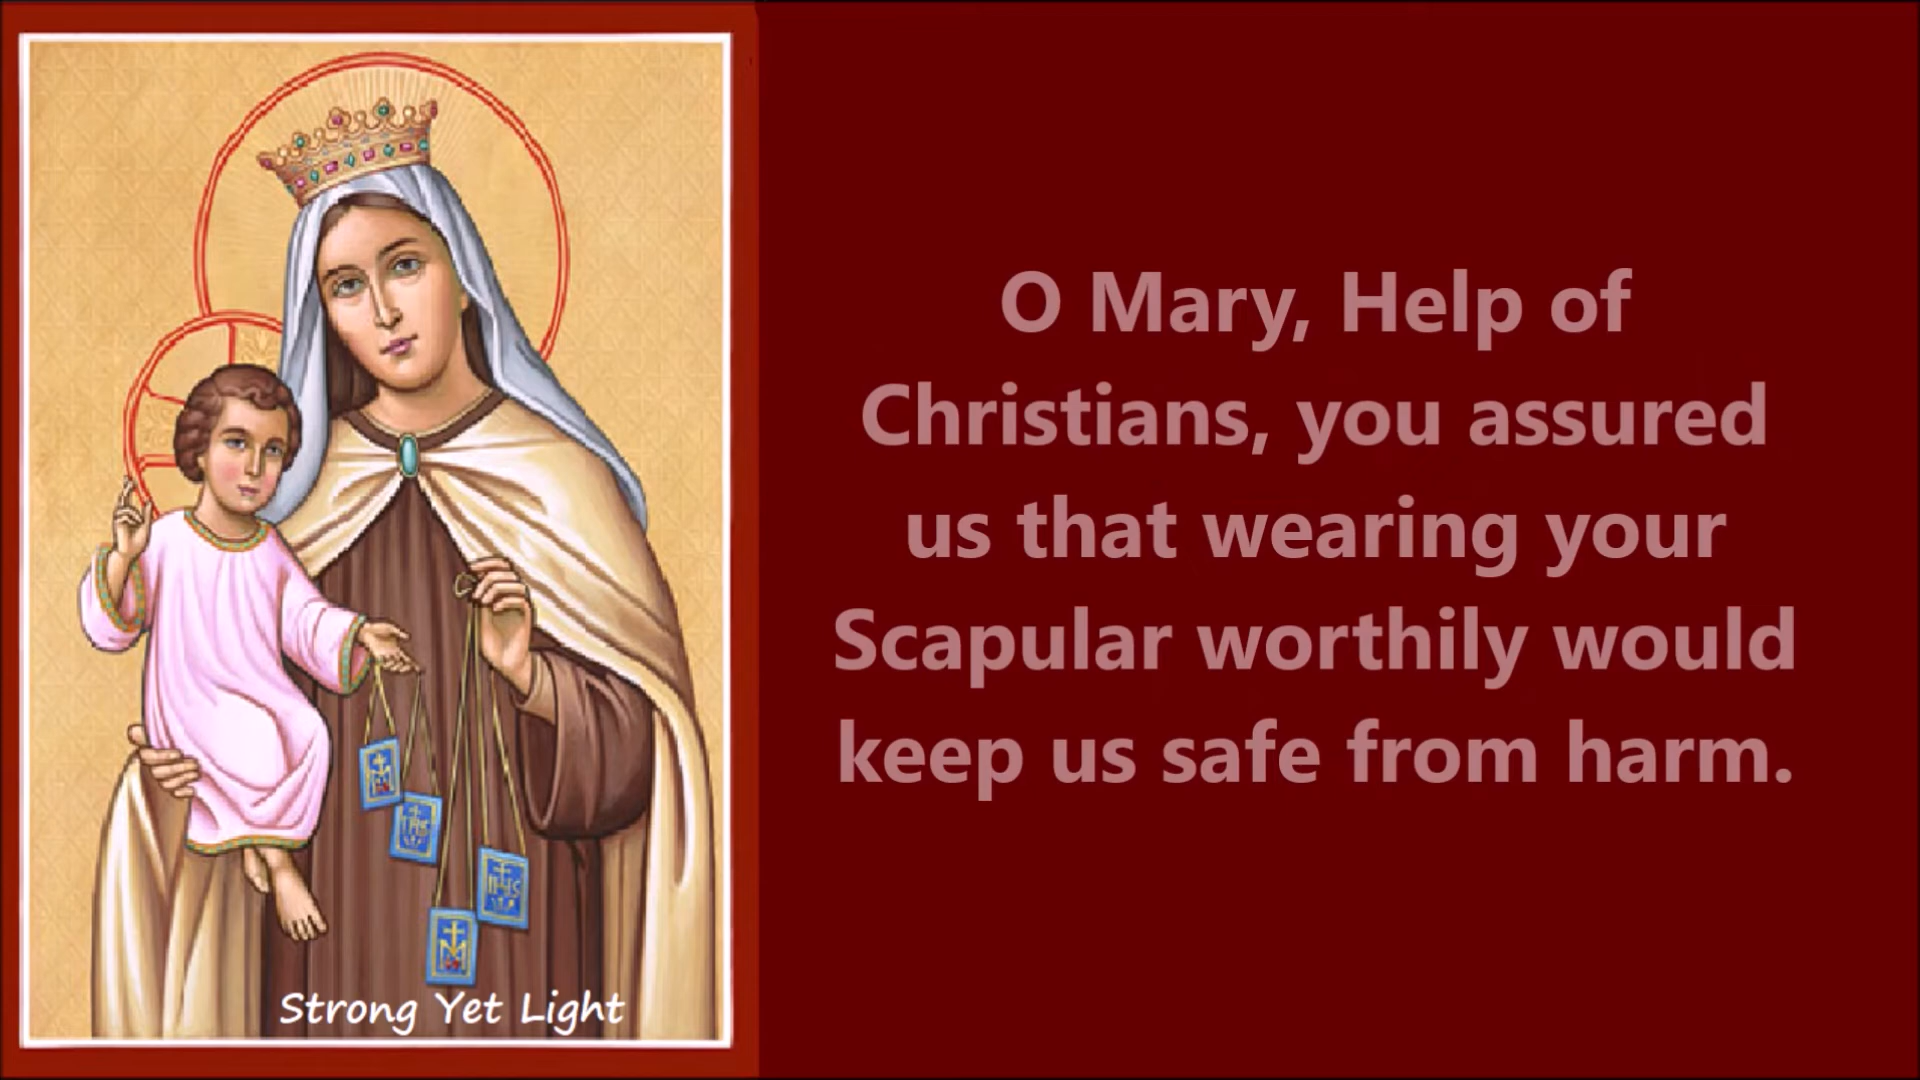 O Mary, Help of
Christians, you assured
us that wearing your
Scapular worthily would
keep us safe from harm.
Strong Yet Light